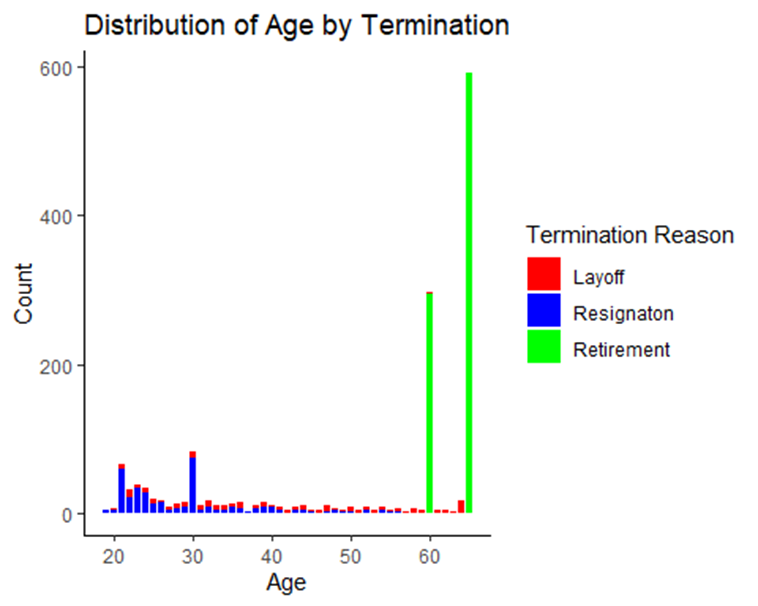 Distribution of Age by Termination
600
400
200
0
Count
20 30 40 50 60
Age
Termination Reason
Layoff
Resignaton
Retirement